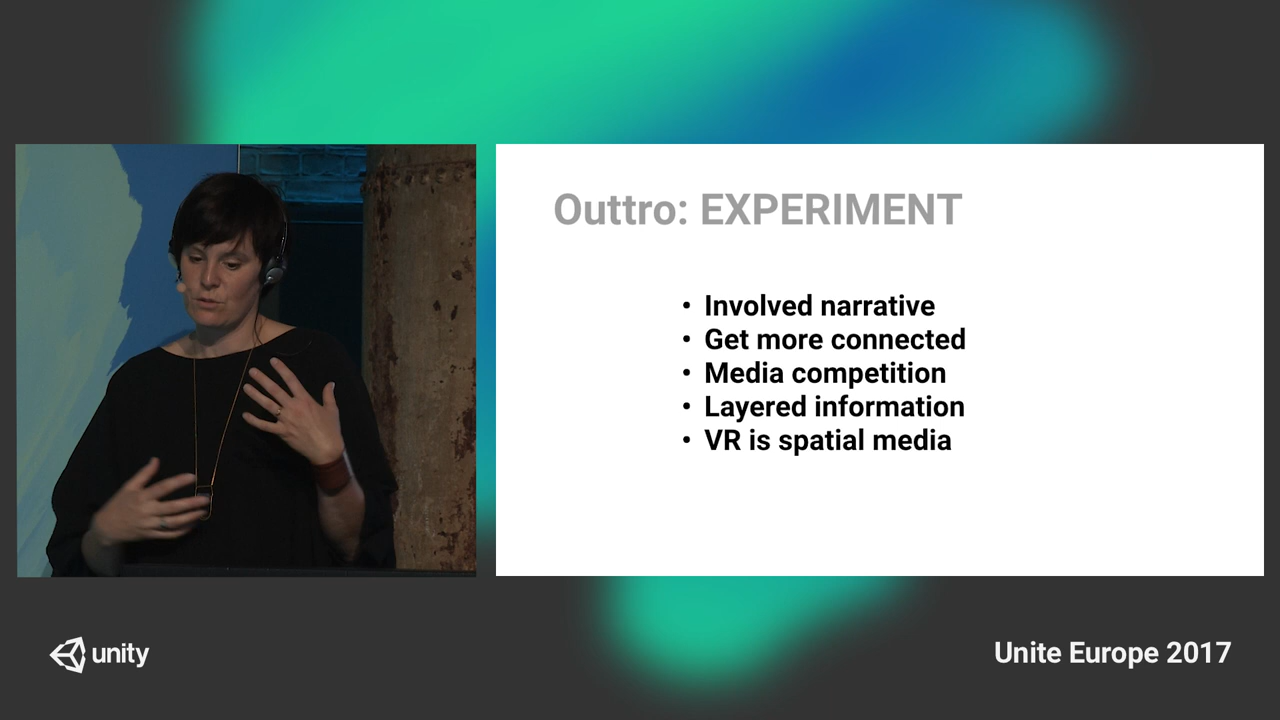 Outtro: EXPERIMENT
• Involved narrative
• Get more connected
• Media competition
• Layered information
• VR is spatial media
unity
Unite Europe 2017